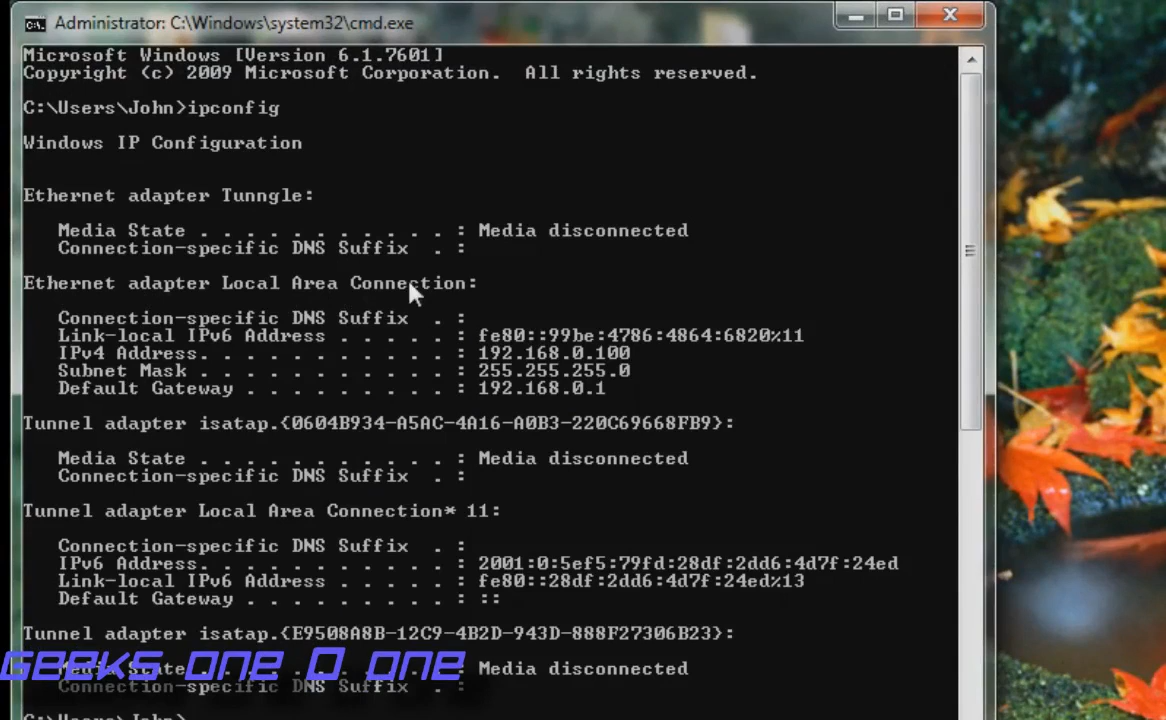 Administrator: C:\Windows\system32\cmd.exe
Microsoft Windows [Version 6.1.7601]
Copyright (c) 2009 Microsoft Corporation.  All rights reserved.
C:\Users\John>ipconfig
Windows IP Configuration
Ethernet adapter Tunngle:
Media State . . . . . . . . . . . : Media disconnected
Connection-specific DNS Suffix  . :
Ethernet adapter Local Area Connection:
Connection-specific DNS Suffix  . :
Link-local IPv6 Address . . . . . : fe80::99be:4786:4864:6820%11
IPv4 Address. . . . . . . . . . . : 192.168.0.100
Subnet Mask . . . . . . . . . . . : 255.255.255.0
Default Gateway . . . . . . . . . : 192.168.0.1
Tunnel adapter isatap.{0604B934-A5AC-4A16-A0B3-220C69668FB9}:
Media State . . . . . . . . . . . : Media disconnected
Connection-specific DNS Suffix  . :
Tunnel adapter Local Area Connection* 11:
Connection-specific DNS Suffix  . :
IPv6 Address. . . . . . . . . . . : 2001:0:5ef5:79fd:28df:2dd6:4d7f:24ed
Link-local IPv6 Address . . . . . : fe80::28df:2dd6:4d7f:24ed%13
Default Gateway . . . . . . . . . : ::
Tunnel adapter isatap.{E9508A8B-12C9-4B2D-943D-888F27306B23}:
Media State . . . . . . . . . . . : Media disconnected
Geeks One O One
Connection-specific DNS Suffix  . :
C:\Users\John>